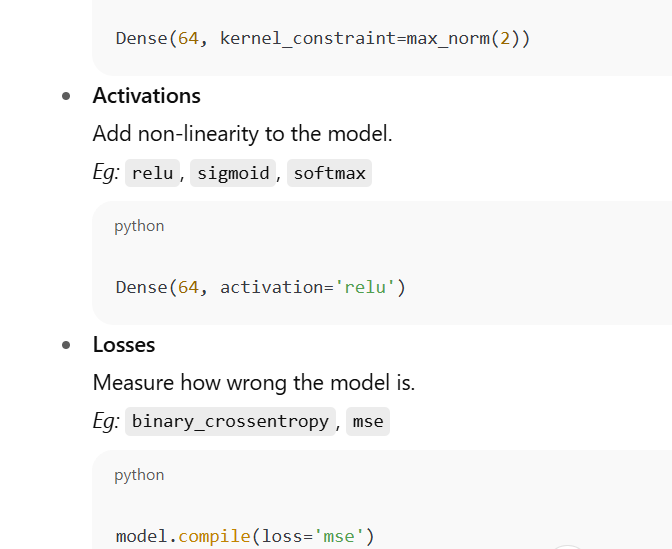 Dense(64, kernel_constraint=max_norm(2))
Activations
Add non-linearity to the model.
Eg: relu, sigmoid, softmax
python
Dense(64, activation='relu')
Losses
Measure how wrong the model is.
Eg: binary_crossentropy, mse
python
model.compile(loss='mse')